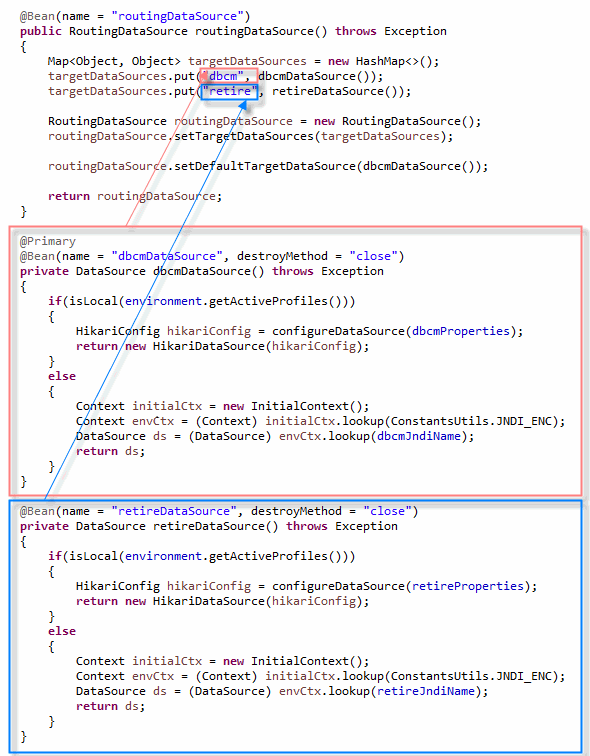 @Bean(name = "routingDataSource")
public RoutingDataSource routingDataSource() throws Exception
{
    Map<Object, Object> targetDataSources = new HashMap<>();
    targetDataSources.put("dbcm", dbcmDataSource());
    targetDataSources.put("retire", retireDataSource());

    RoutingDataSource routingDataSource = new RoutingDataSource();
    routingDataSource.setTargetDataSources(targetDataSources);

    routingDataSource.setDefaultTargetDataSource(dbcmDataSource());

    return routingDataSource;
}

@Primary
@Bean(name = "dbcmDataSource", destroyMethod = "close")
private DataSource dbcmDataSource() throws Exception
{
    if(isLocal(environment.getActiveProfiles()))
    {
        HikariConfig hikariConfig = configureDataSource(dbcmProperties);
        return new HikariDataSource(hikariConfig);
    }
    else
    {
        Context initialCtx = new InitialContext();
        Context envCtx = (Context) initialCtx.lookup(ConstantsUtils.JNDI_ENC);
        DataSource ds = (DataSource) envCtx.lookup(dbcmJndiName);
        return ds;
    }
}

@Bean(name = "retireDataSource", destroyMethod = "close")
private DataSource retireDataSource() throws Exception
{
    if(isLocal(environment.getActiveProfiles()))
    {
        HikariConfig hikariConfig = configureDataSource(retireProperties);
        return new HikariDataSource(hikariConfig);
    }
    else
    {
        Context initialCtx = new InitialContext();
        Context envCtx = (Context) initialCtx.lookup(ConstantsUtils.JNDI_ENC);
        DataSource ds = (DataSource) envCtx.lookup(retireJndiName);
        return ds;
    }
}